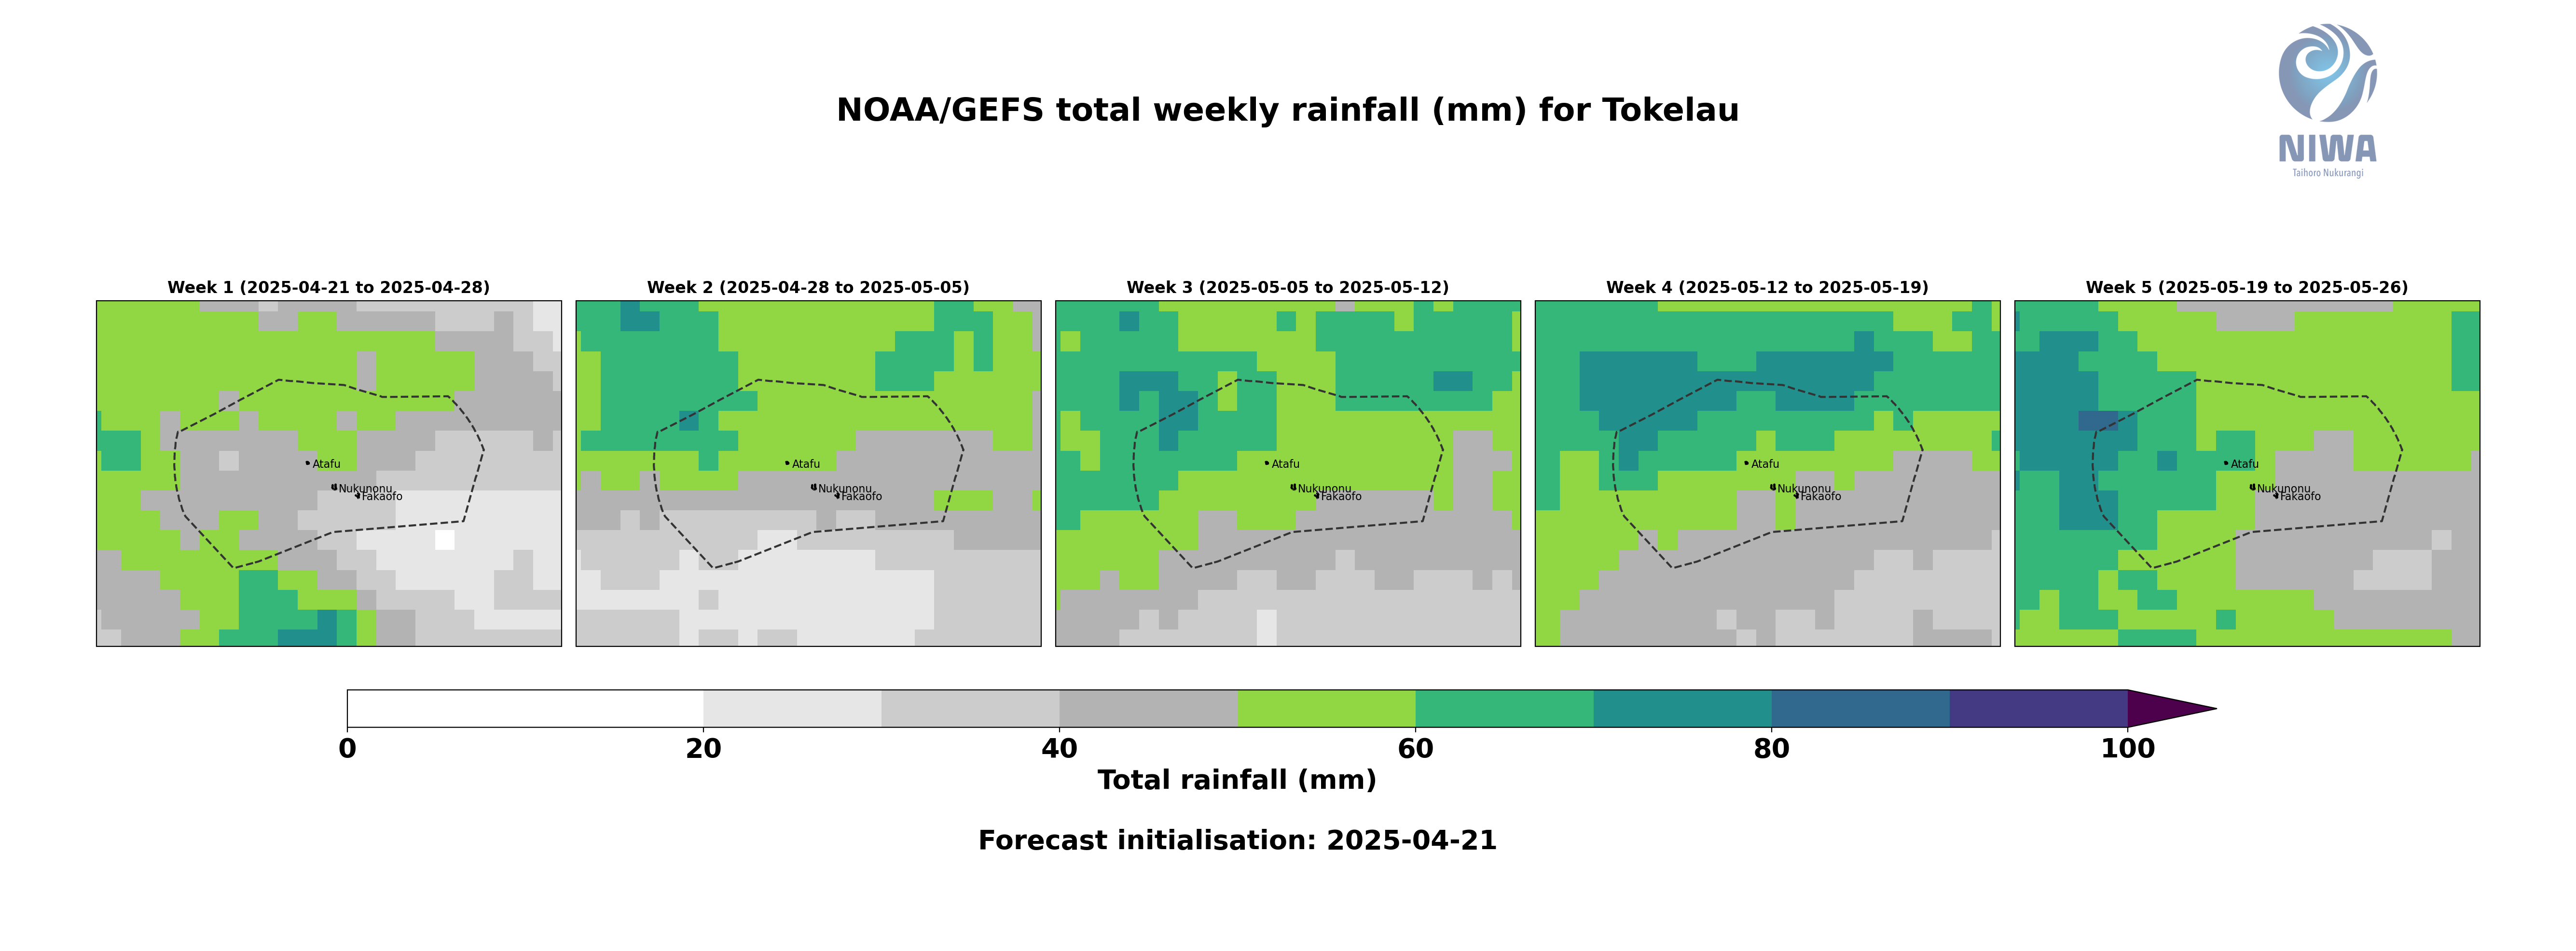 NOAA/GEFS total weekly rainfall (mm) for Tokelau
NIWA
Taihoro Nukurangi
Week 1 (2025-04-21 to 2025-04-28)
Week 2 (2025-04-28 to 2025-05-05)
Week 3 (2025-05-05 to 2025-05-12)
Week 4 (2025-05-12 to 2025-05-19)
Week 5 (2025-05-19 to 2025-05-26)
Atafu
Nukunonu
Fakaofo
Atafu
Nukunonu
Fakaofo
Atafu
Nukunonu
Fakaofo
Atafu
Nukunonu
Fakaofo
Atafu
Nukunonu
Fakaofo
0 20 40 60 80 100
Total rainfall (mm)
Forecast initialisation: 2025-04-21